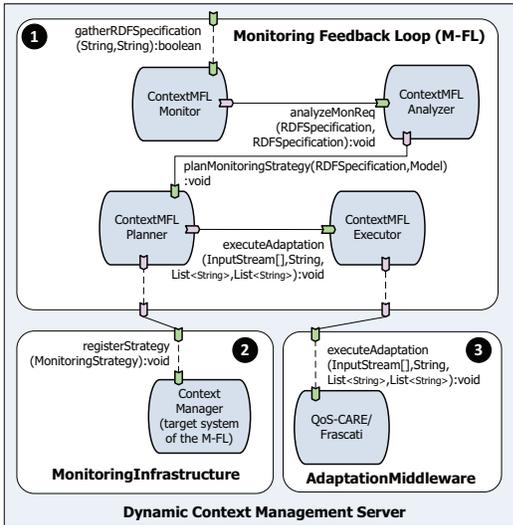 1
gatherRDFSpecification
(String,String):boolean
Monitoring Feedback Loop (M-FL)
ContextMFL
Monitor
analyzeMonReq
(RDFSpecification,
RDFSpecification):void
ContextMFL
Analyzer
planMonitoringStrategy(RDFSpecification,Model)
:void
ContextMFL
Planner
executeAdaptation
(InputStream[],String,
List<String>,List<String>):void
ContextMFL
Executor
registerStrategy
(MonitoringStrategy):void
2
Context
Manager
(target system
of the M-FL)
MonitoringInfrastructure
executeAdaptation
(InputStream[],String,
List<String>,List<String>):void
3
QoS-CARE/
Frascati
AdaptationMiddleware
Dynamic Context Management Server